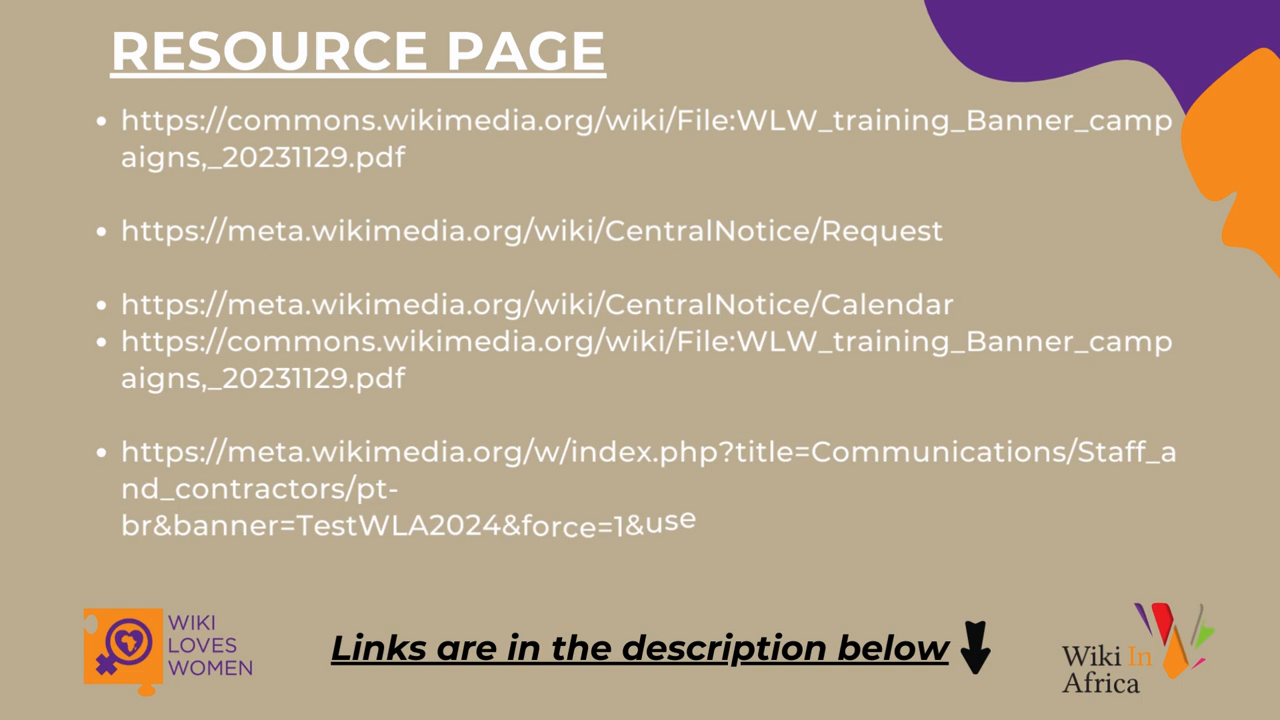 RESOURCE PAGE
https://commons.wikimedia.org/wiki/File:WLW_training_Banner_camp
aigns,_20231129.pdf
https://meta.wikimedia.org/wiki/CentralNotice/Request
https://meta.wikimedia.org/wiki/CentralNotice/Calendar
https://commons.wikimedia.org/wiki/File:WLW_training_Banner_camp
aigns,_20231129.pdf
https://meta.wikimedia.org/w/index.php?title=Communications/Staff_a
nd_contractors/pt-
br&banner=TestWLA2024&force=1&use
WIKI
LOVES
WOMEN
Links are in the description below
Wiki In
Africa